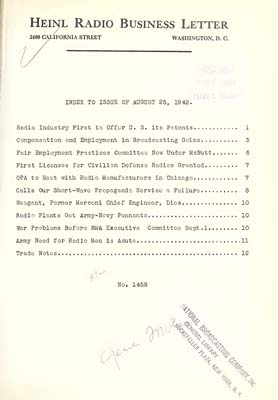 HEINL RADIO BUSINESS LETTER
2400 CALIFORNIA STREET WASHINGTON, D. C.
INDEX TO ISSUE OF AUGUST 25, 1942.
Radio Industry First to Offer U. S. its Patents............ 1
Compensation and Employment in Broadcasting Gains.......... 3
Fair Employment Practices Committee Now Under McNutt....... 6
First Licenses for Civilian Defense Radios Granted......... 7
OPA to Meet with Radio Manufacturers in Chicago............ 7
Calls Our Short-Wave Propaganda Service a Failure.......... 8
Weagant, Former Marconi Chief Engineer, Dies...............10
Radio Plants Get Army-Navy Pennants........................10
War Problems Before RMA Executive Committee Sept.1.........10
Army Need for Radio Men is Acute...........................11
Trade Notes................................................12
No. 1458
NATIONAL BROADCASTING COMPANY, INC.
GENERAL LIBRARY
ROCKEFELLER PLAZA, NEW YORK, N. Y.